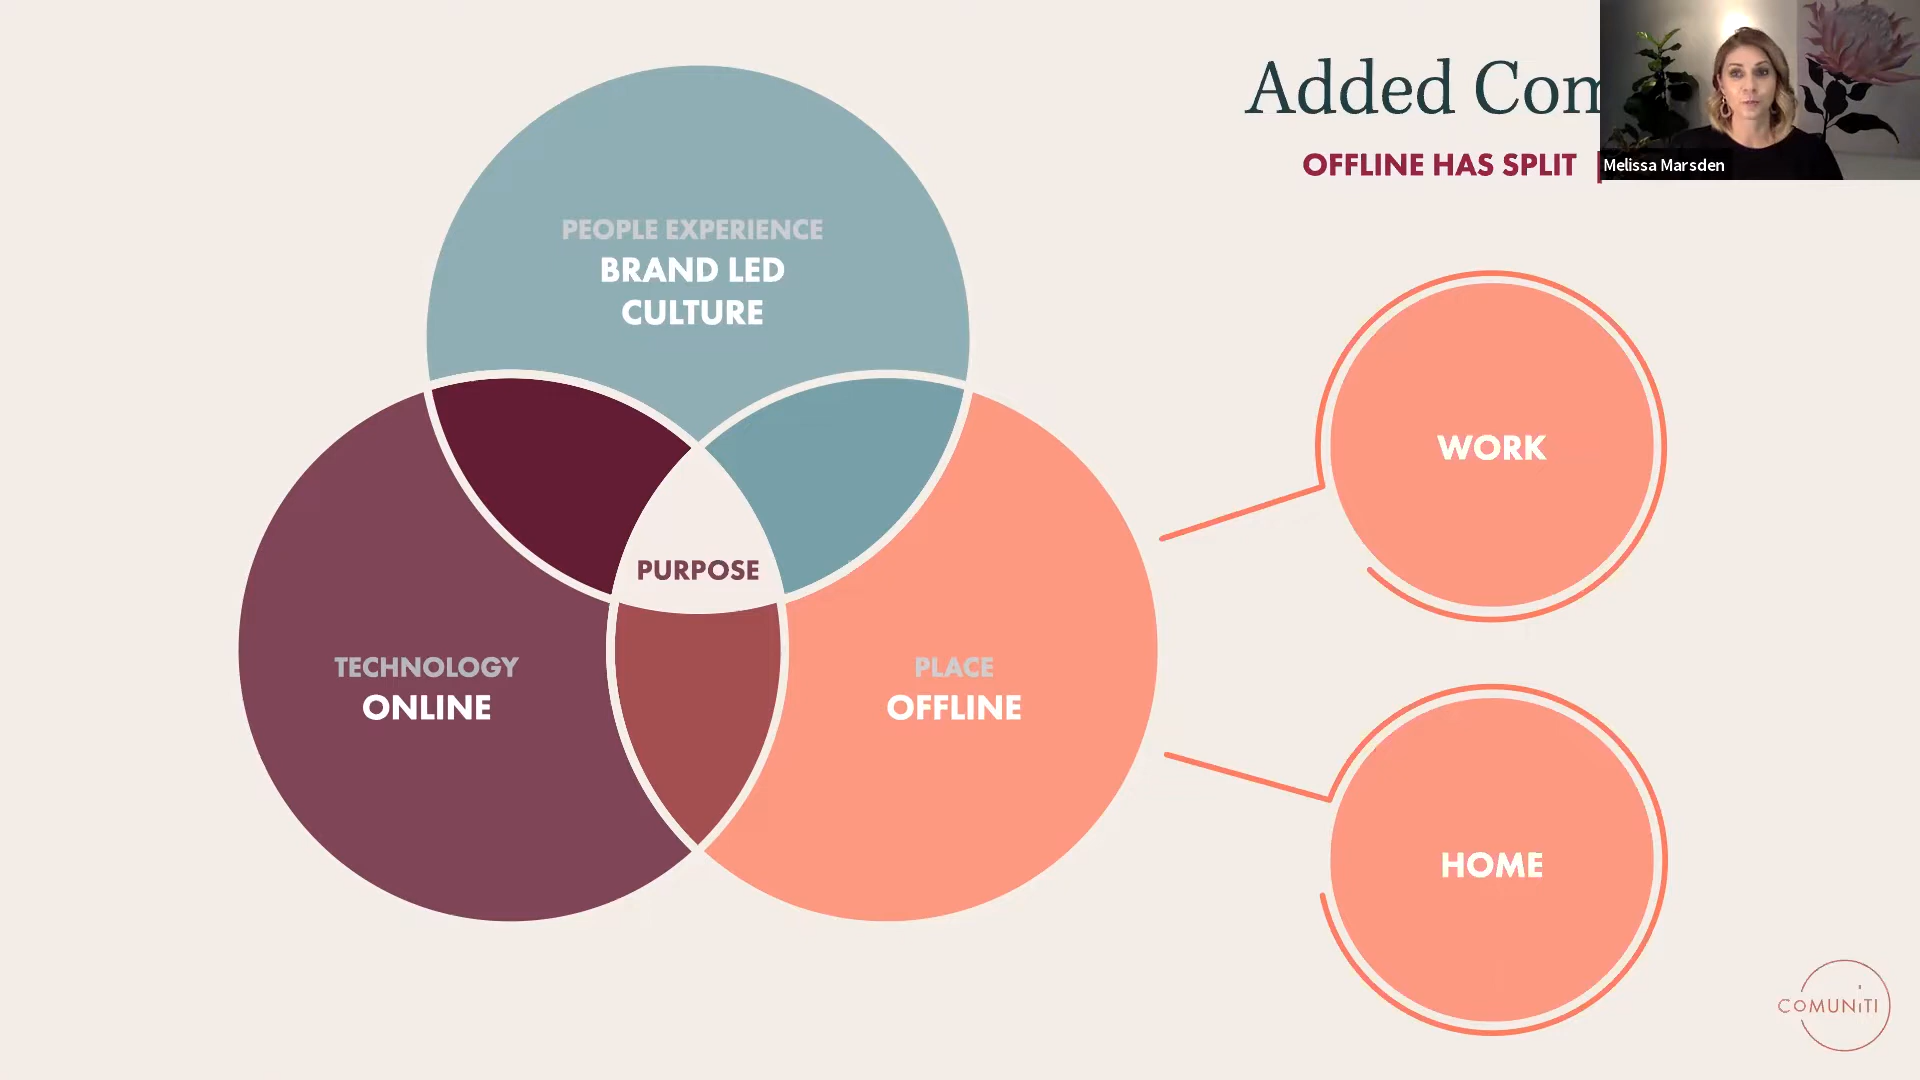 Added Com
OFFLINE HAS SPLIT
Melissa Marsden
PEOPLE EXPERIENCE
BRAND LED
CULTURE
PURPOSE
TECHNOLOGY
ONLINE
PLACE
OFFLINE
WORK
HOME
COMUNiTI